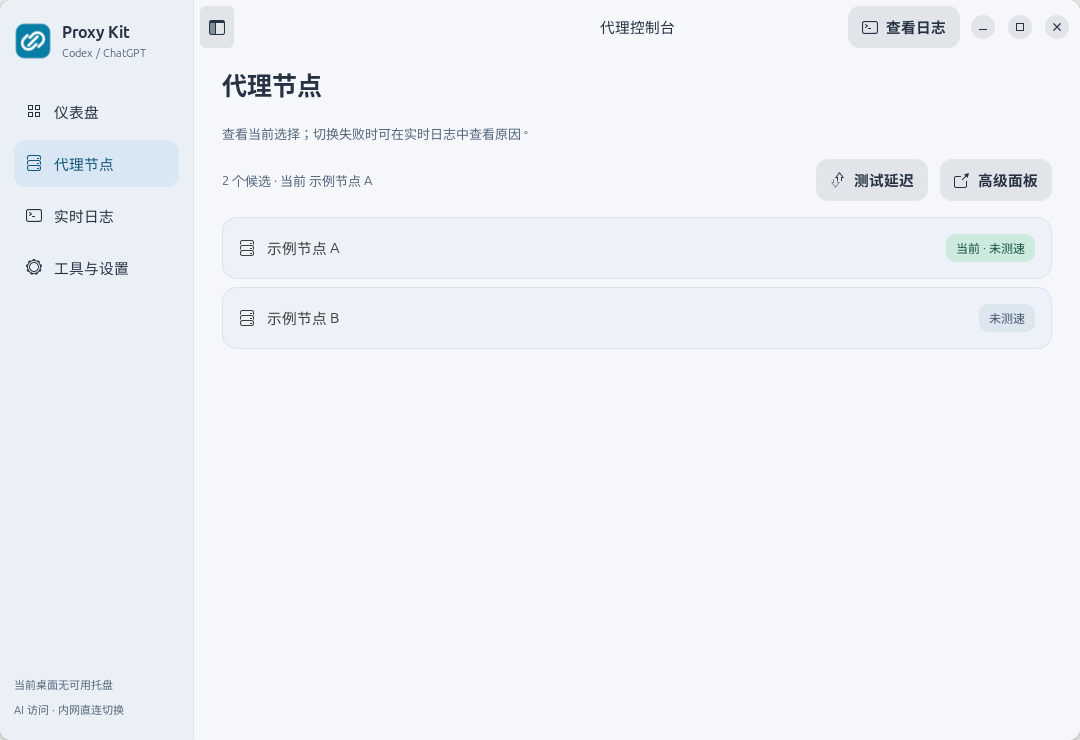 Proxy Kit
Codex / ChatGPT
仪表盘
代理节点
实时日志
工具与设置
当前桌面无可用托盘
AI 访问 · 内网直连切换
代理控制台
查看日志
代理节点
查看当前选择；切换失败时可在实时日志中查看原因。
2 个候选 · 当前 示例节点 A
测试延迟
高级面板
示例节点 A
当前 · 未测速
示例节点 B
未测速